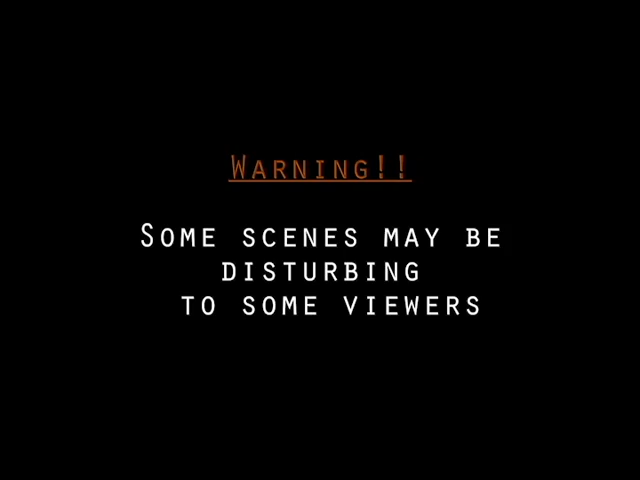 Warning!!
Some scenes may be
disturbing
to some viewers